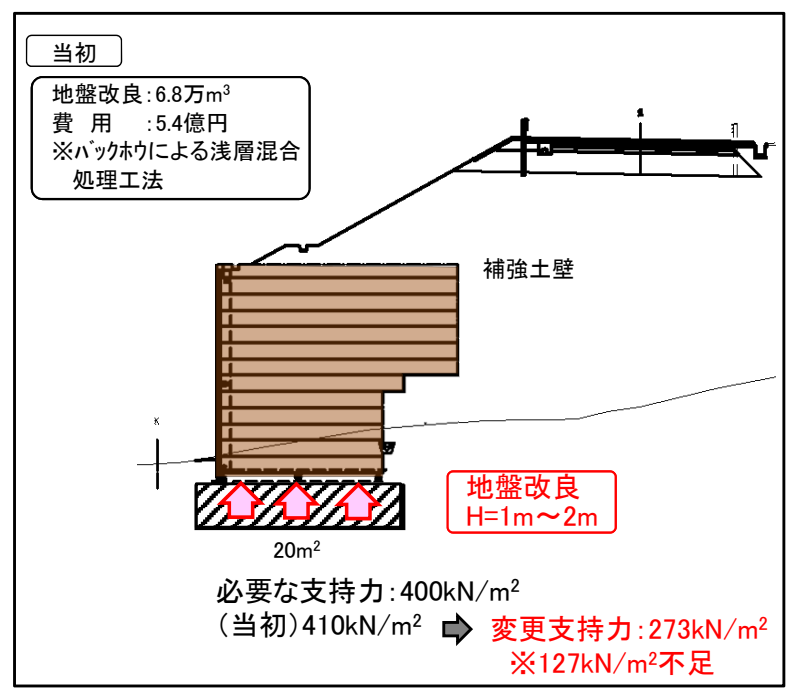 当初
地盤改良:6.8万m³
費 用 :5.4億円
※バックホウによる浅層混合
処理工法
補強土壁
K
地盤改良
H=1m~2m
20m²
必要な支持力:400kN/m²
(当初)410kN/m² ➡ 変更支持力:273kN/m²
※127kN/m²不足